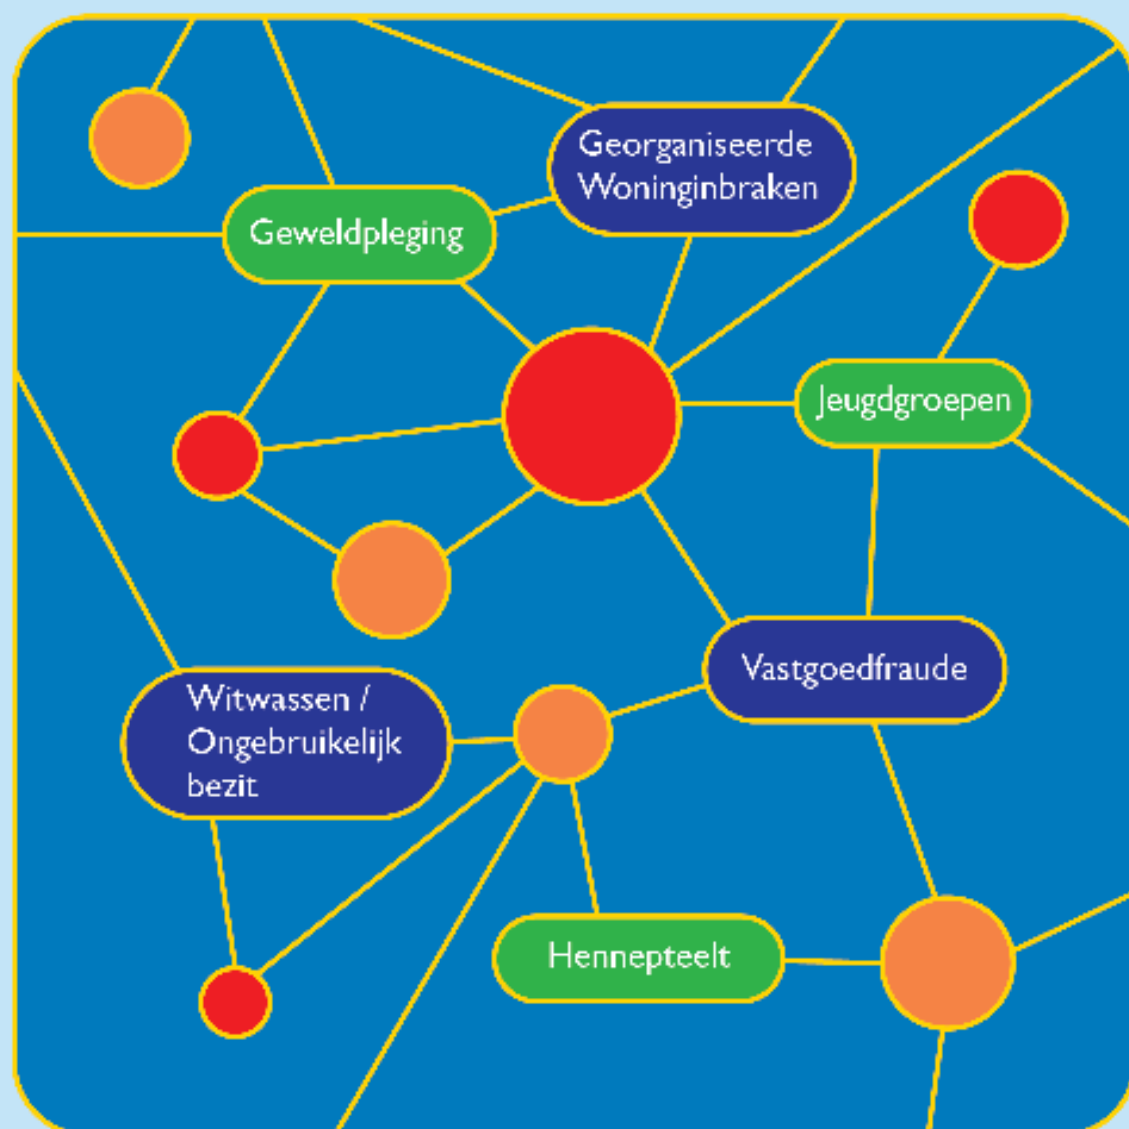 Georganiseerde
Woninginbraken
Geweldpleging
Jeugdgroepen
Vastgoedfraude
Witwassen /
Ongebruikelijk
bezit
Hennepteelt